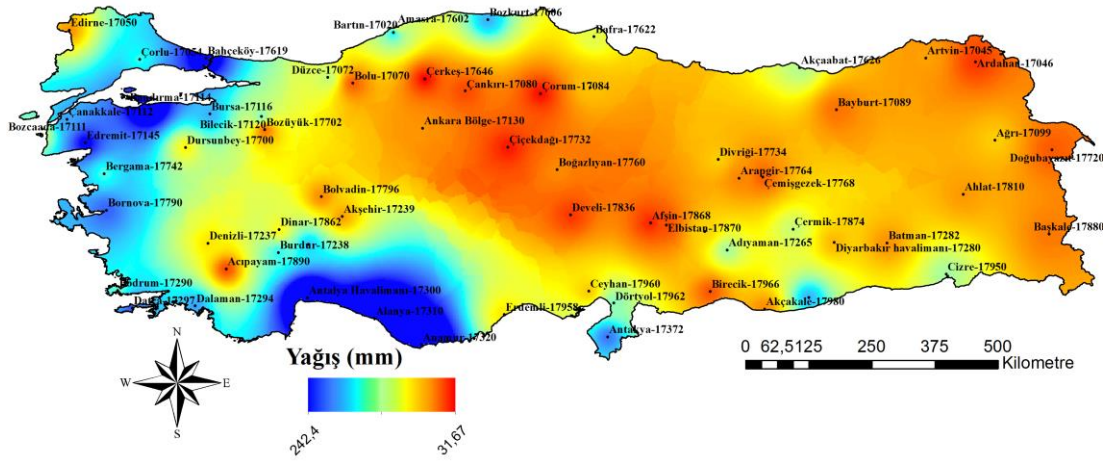 Edirne-17050
Bartın-17020
Amasra-17602
Bozkurt-17606
Bafra-17622
Çorlu-17054
Bahçeköy-17619
Düzce-17072
Bolu-17070
Çerkeş-17646
Çankırı-17080
Çorum-17084
Akçaabat-17626
Artvin-17045
Ardahan-17046
Bandırma-17114
Çanakkale-17112
Bursa-17116
Bozcaada-17111
Bilecik-17120
Bozüyük-17702
Bayburt-17089
Edremit-17145
Dursunbey-17700
Ankara Bölge-17130
Çiçekdağı-17732
Ağrı-17099
Doğubayazıt-17720
Bergama-17742
Boğazlıyan-17760
Divriği-17734
Arapgir-17764
Çemişgezek-17768
Bornova-17790
Bolvadin-17796
Ahlat-17810
Akşehir-17239
Develi-17836
Afşin-17868
Elbistan-17870
Çermik-17874
Başkale-17880
Denizli-17237
Dinar-17862
Burdur-17238
Adıyaman-17265
Batman-17282
Diyarbakır havalimanı-17280
Acıpayam-17890
Cizre-17950
Bodrum-17290
Datça-17297
Dalaman-17294
Antalya Havalimanı-17300
Alanya-17310
Anamur-17320
Erdemli-17958
Ceyhan-17960
Dörtyol-17962
Birecik-17966
Akçakale-17980
Antakya-17372
N
W
E
S
Yağış (mm)
242,4
31,67
0 62,5 125 250 375 500
Kilometre